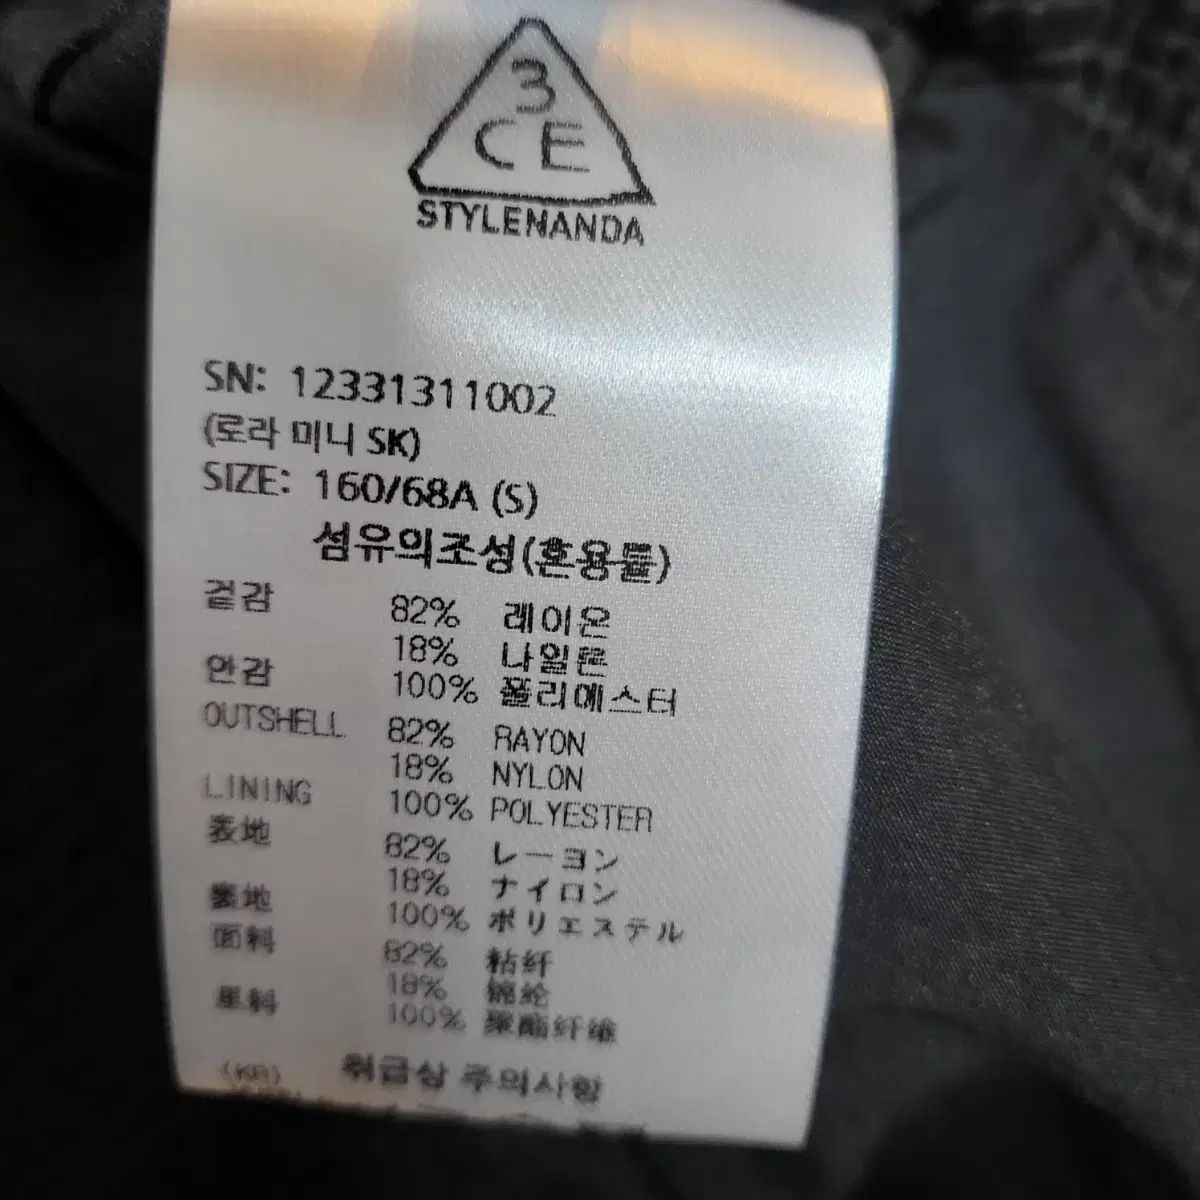 3
CE
STYLENANDA
SN: 12331311002
(로라 미니 SK)
SIZE: 160/68A (S)
섬유의조성(혼용률)
겉감 82% 레이온
18% 나일론
안감 100% 폴리에스터
OUTSHELL 82% RAYON
18% NYLON
LINING 100% POLYESTER
表地 82% レーヨン
18% ナイロン
裏地 100% ポリエステル
面料 82% 粘纤
18% 锦纶
里料 100% 聚酯纤维
(KR) 취급상 주의사항